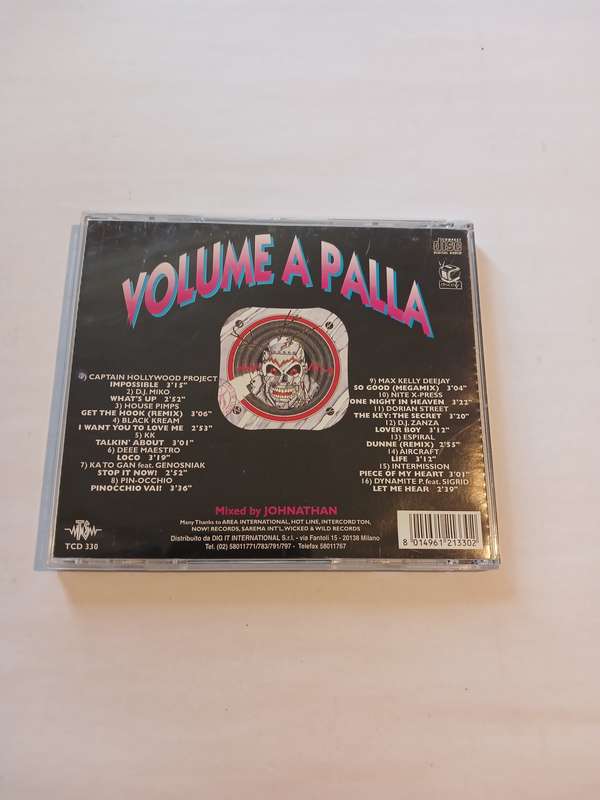 COMPACT
DISC
DIGITAL AUDIO
VOLUME A PALLA
1) CAPTAIN HOLLYWOOD PROJECT
IMPOSSIBLE 3'15"
2) D.J. MIKO
WHAT'S UP 2'52"
3) HOUSE PIMPS
GET THE HOOK (REMIX) 3'06"
4) BLACK KREAM
I WANT YOU TO LOVE ME 2'53"
5) KK
TALKIN' ABOUT 3'01"
6) DEEE MAESTRO
LOCO 3'19"
7) KA TO GAN feat. GENOSNIAK
STOP IT NOW! 2'52"
8) PIN-OCCHIO
PINOCCHIO VAI! 3'36"
9) MAX KELLY DEEJAY
SO GOOD (MEGAMIX) 3'04"
10) NITE X-PRESS
ONE NIGHT IN HEAVEN 3'22"
11) DORIAN STREET
THE KEY: THE SECRET 3'20"
12) D.J. ZANZA
LOVER BOY 3'12"
13) ESPIRAL
DUNNE (REMIX) 2'55"
14) AIRCRAFT
LIFE 3'12"
15) INTERMISSION
PIECE OF MY HEART 3'01"
16) DYNAMITE P. feat. SIGRID
LET ME HEAR 2'39"
Mixed by JOHNATHAN
Many Thanks to AREA INTERNATIONAL, HOT LINE, INTERCORD TON,
NOW! RECORDS, SAREMA INT'L, WICKED & WILD RECORDS
Distribuito da DIG IT INTERNATIONAL S.r.l. - via Fantoli 15 - 20138 Milano
Tel. (02) 58011771/783/791/797 - Telefax 58011767
TCD 330
8 014961 213302